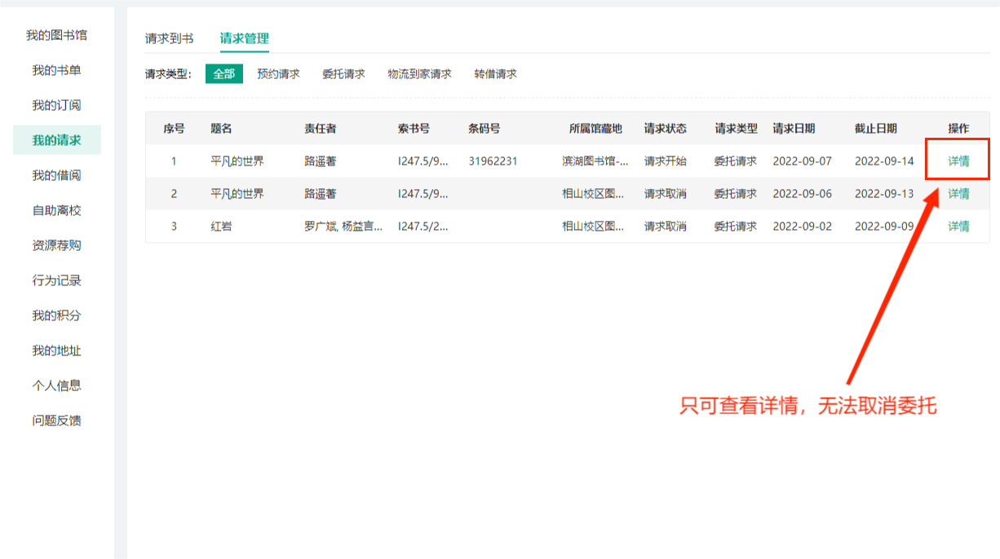 我的图书馆
我的书单
我的订阅
我的请求
我的借阅
自助离校
资源荐购
行为记录
我的积分
我的地址
个人信息
问题反馈
请求到书 请求管理
请求类型： 全部 预约请求 委托请求 物流到家请求 转借请求
序号 题名 责任者 索书号 条码号 所属馆藏地 请求状态 请求类型 请求日期 截止日期 操作
1 平凡的世界 路遥著 I247.5/9... 31962231 滨湖图书馆-... 请求开始 委托请求 2022-09-07 2022-09-14 详情
2 平凡的世界 路遥著 I247.5/9... 相山校区图... 请求取消 委托请求 2022-09-06 2022-09-13 详情
3 红岩 罗广斌, 杨益言... I247.5/2... 相山校区图... 请求取消 委托请求 2022-09-02 2022-09-09 详情
只可查看详情，无法取消委托